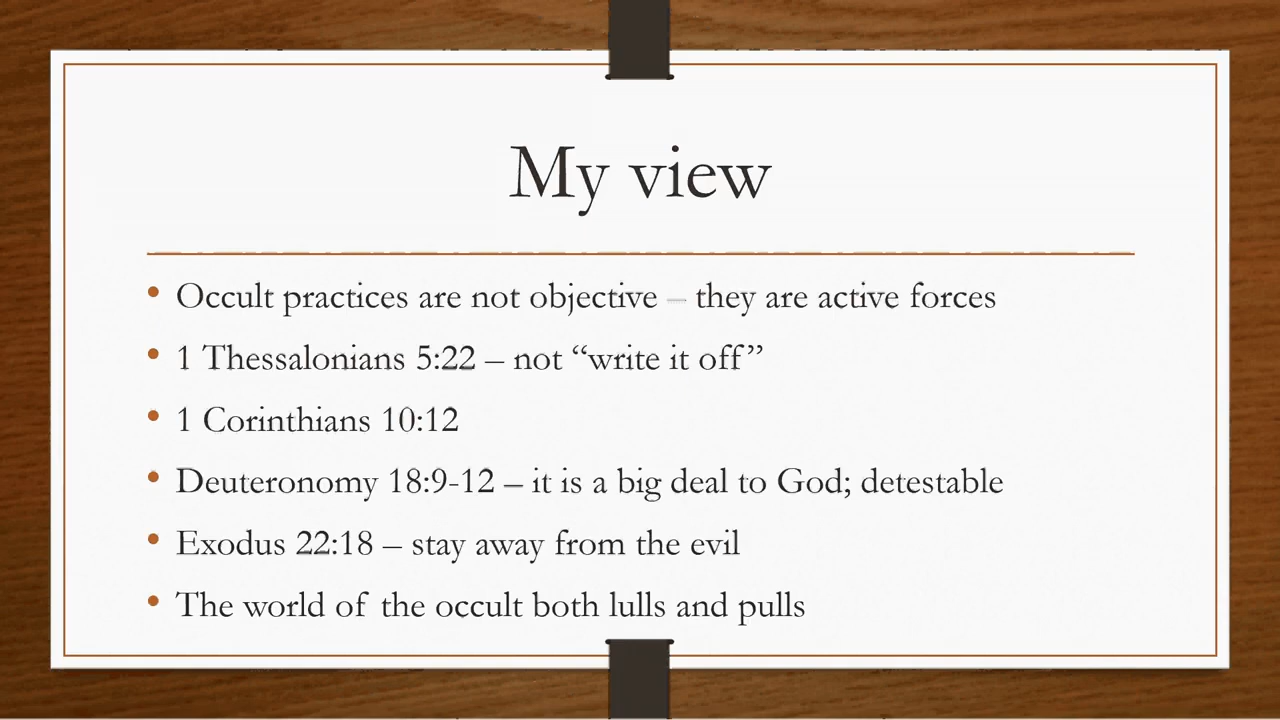 My view
• Occult practices are not objective – they are active forces
• 1 Thessalonians 5:22 – not “write it off”
• 1 Corinthians 10:12
• Deuteronomy 18:9-12 – it is a big deal to God; detestable
• Exodus 22:18 – stay away from the evil
• The world of the occult both lulls and pulls